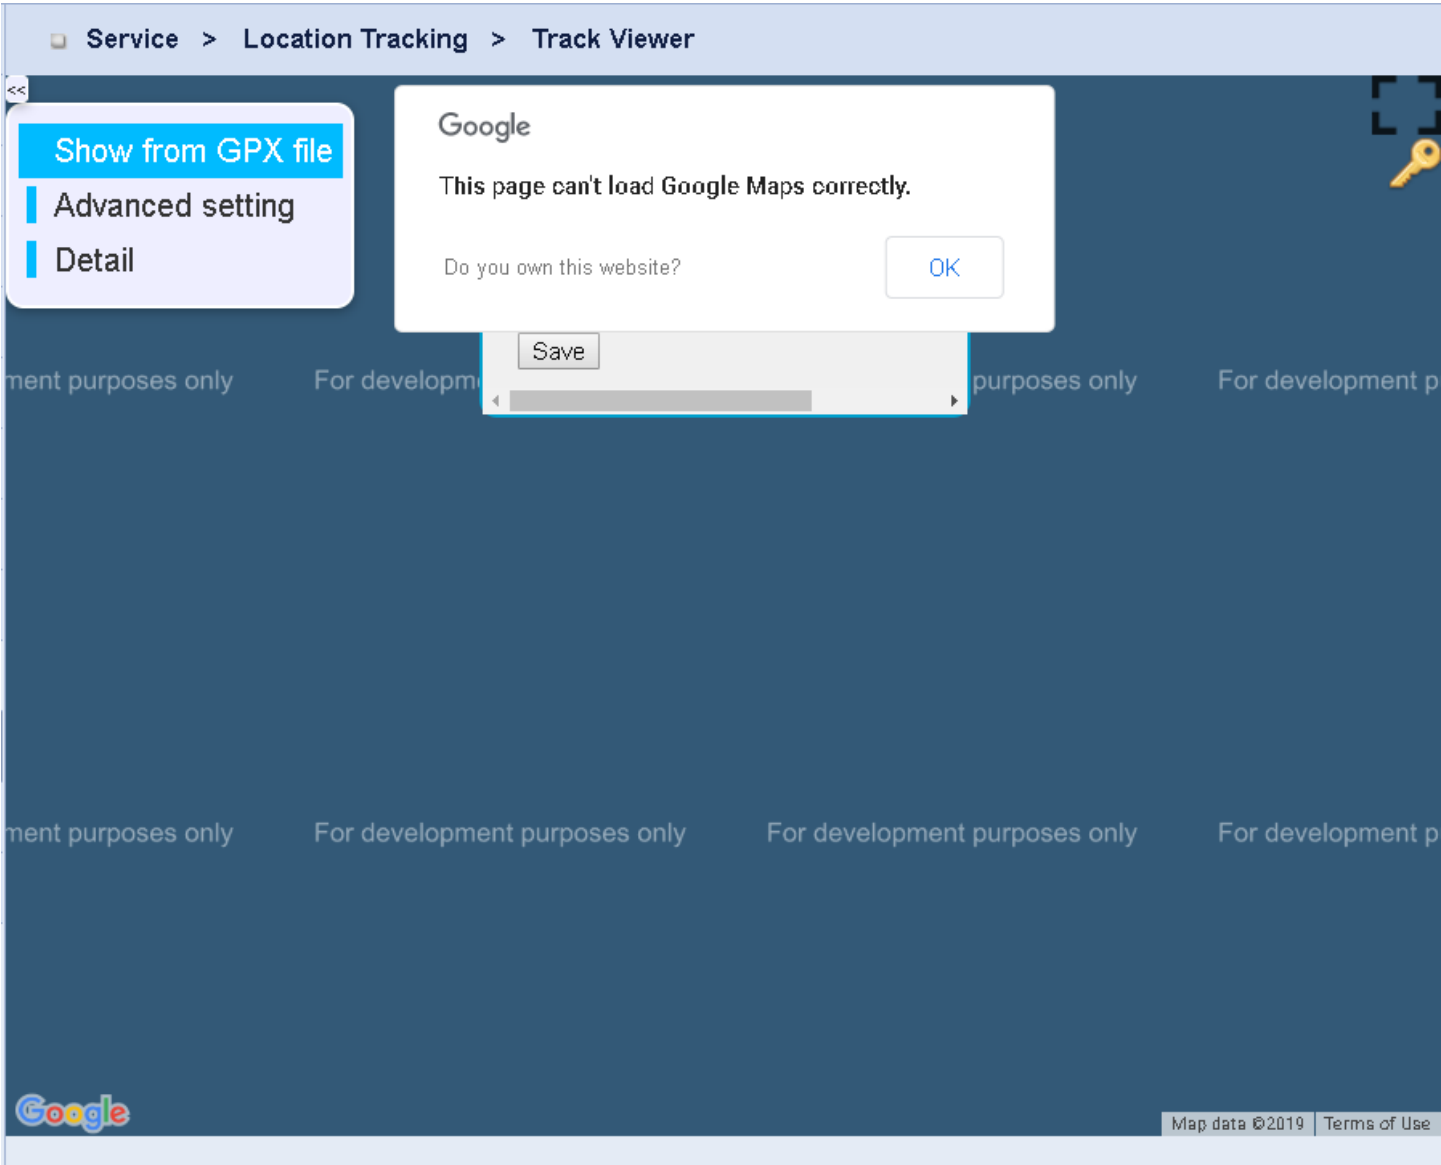 Service > Location Tracking > Track Viewer
<<
Show from GPX file
Advanced setting
Detail
Google
This page can't load Google Maps correctly.
Do you own this website?
OK
Save
ment purposes only For developm purposes only For development p
ment purposes only For development purposes only For development purposes only For development p
Google
Map data ©2019 Terms of Use